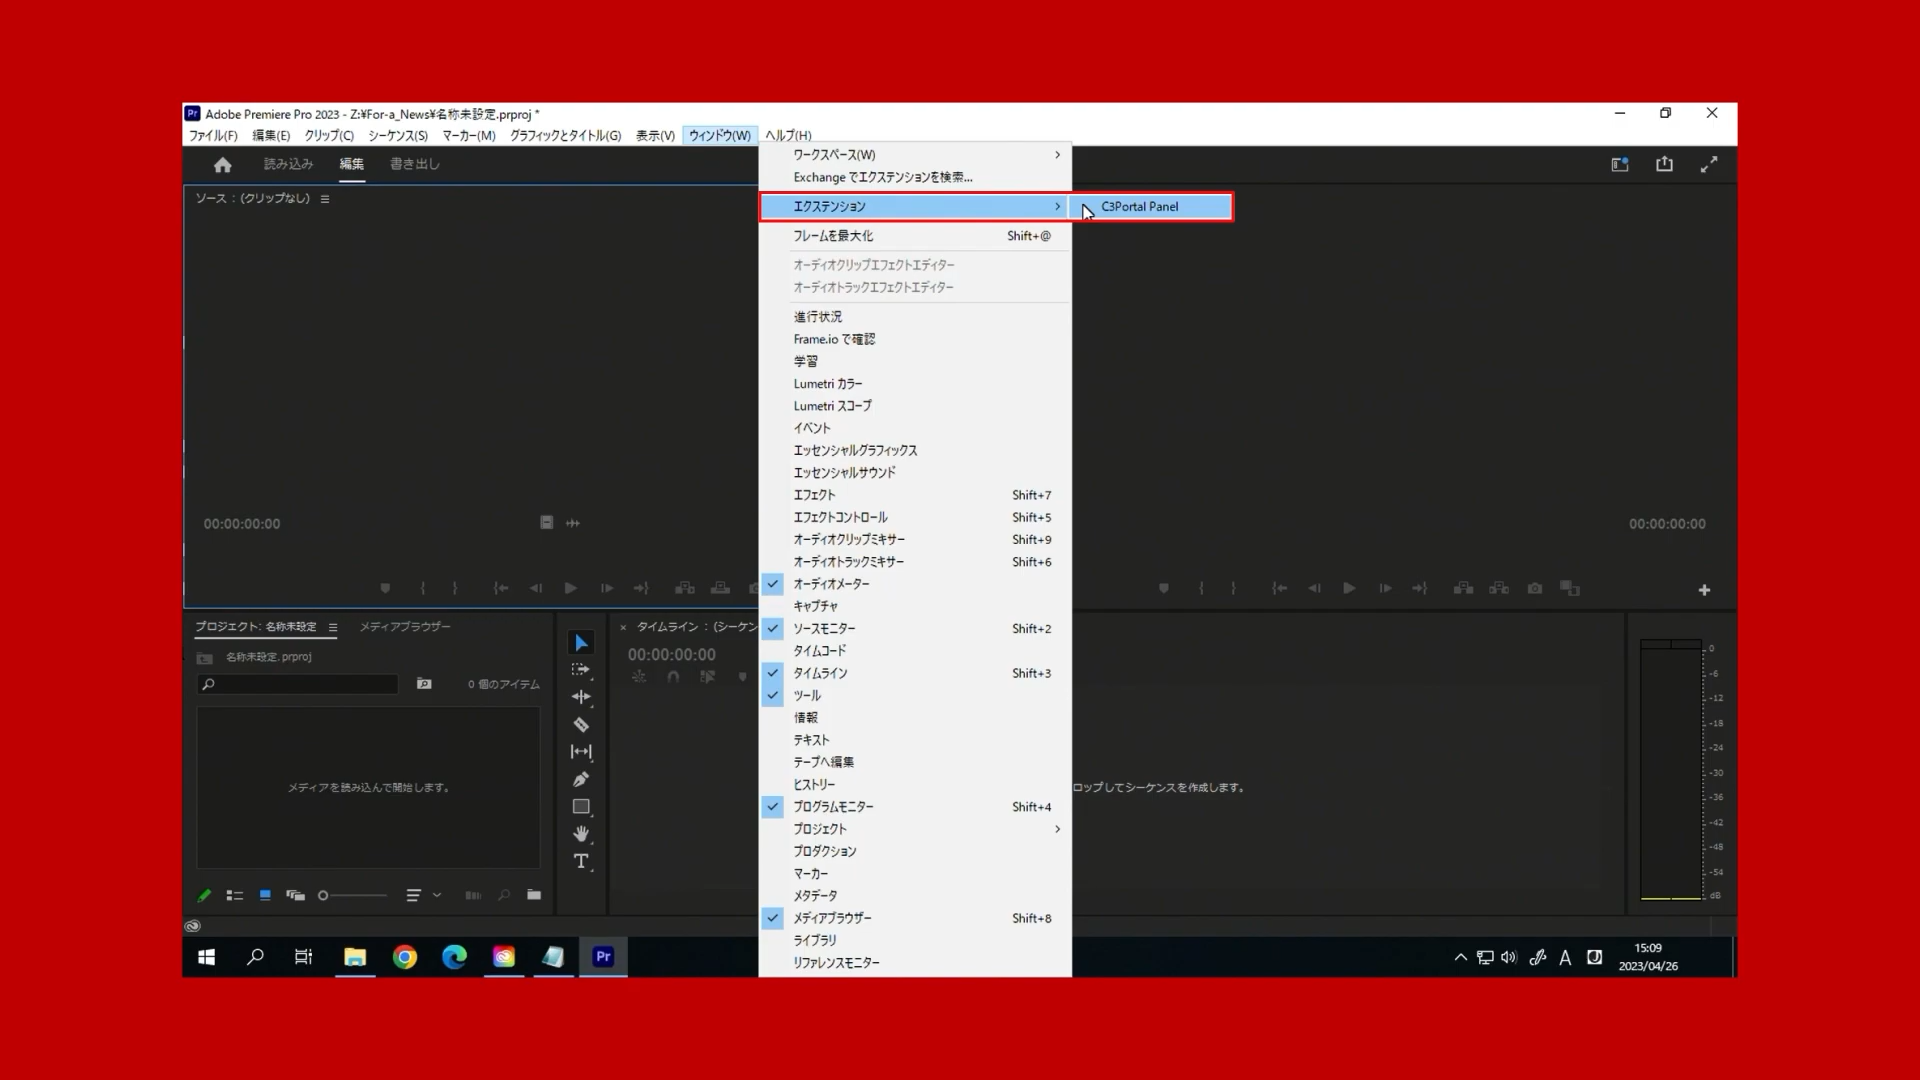 Pr Adobe Premiere Pro 2023 - Z:¥For-a_News¥名称未設定.prproj *
ファイル(F) 編集(E) クリップ(C) シーケンス(S) マーカー(M) グラフィックとタイトル(G) 表示(V) ウィンドウ(W) ヘルプ(H)
読み込み 編集 書き出し
ソース : (クリップなし)
ワークスペース(W)
Exchange でエクステンションを検索...
エクステンション
C3Portal Panel
フレームを最大化 Shift+@
オーディオクリップエフェクトエディター
オーディオトラックエフェクトエディター
進行状況
Frame.io で確認
学習
Lumetri カラー
Lumetri スコープ
イベント
エッセンシャルグラフィックス
エッセンシャルサウンド
エフェクト Shift+7
エフェクトコントロール Shift+5
オーディオクリップミキサー Shift+9
オーディオトラックミキサー Shift+6
オーディオメーター
キャプチャ
ソースモニター Shift+2
タイムコード
タイムライン Shift+3
ツール
情報
テキスト
テープへ編集
ヒストリー
プログラムモニター Shift+4
プロジェクト
プロダクション
マーカー
メタデータ
メディアブラウザー Shift+8
ライブラリ
リファレンスモニター
00:00:00:00
00:00:00:00
プロジェクト: 名称未設定 メディアブラウザー
名称未設定.prproj
0 個のアイテム
メディアを読み込んで開始します。
× タイムライン : (シーケン
00:00:00:00
ロップしてシーケンスを作成します。
0
-6
-12
-18
-24
-30
-36
-42
-48
-54
dB
T
Pr
A
15:09
2023/04/26